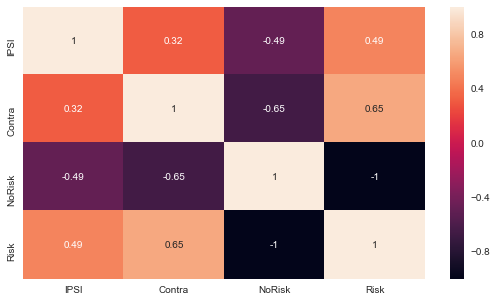 IPSI 1 0.32 -0.49 0.49
Contra 0.32 1 -0.65 0.65
NoRisk -0.49 -0.65 1 -1
Risk 0.49 0.65 -1 1
IPSI Contra NoRisk Risk
0.8
0.4
0.0
-0.4
-0.8